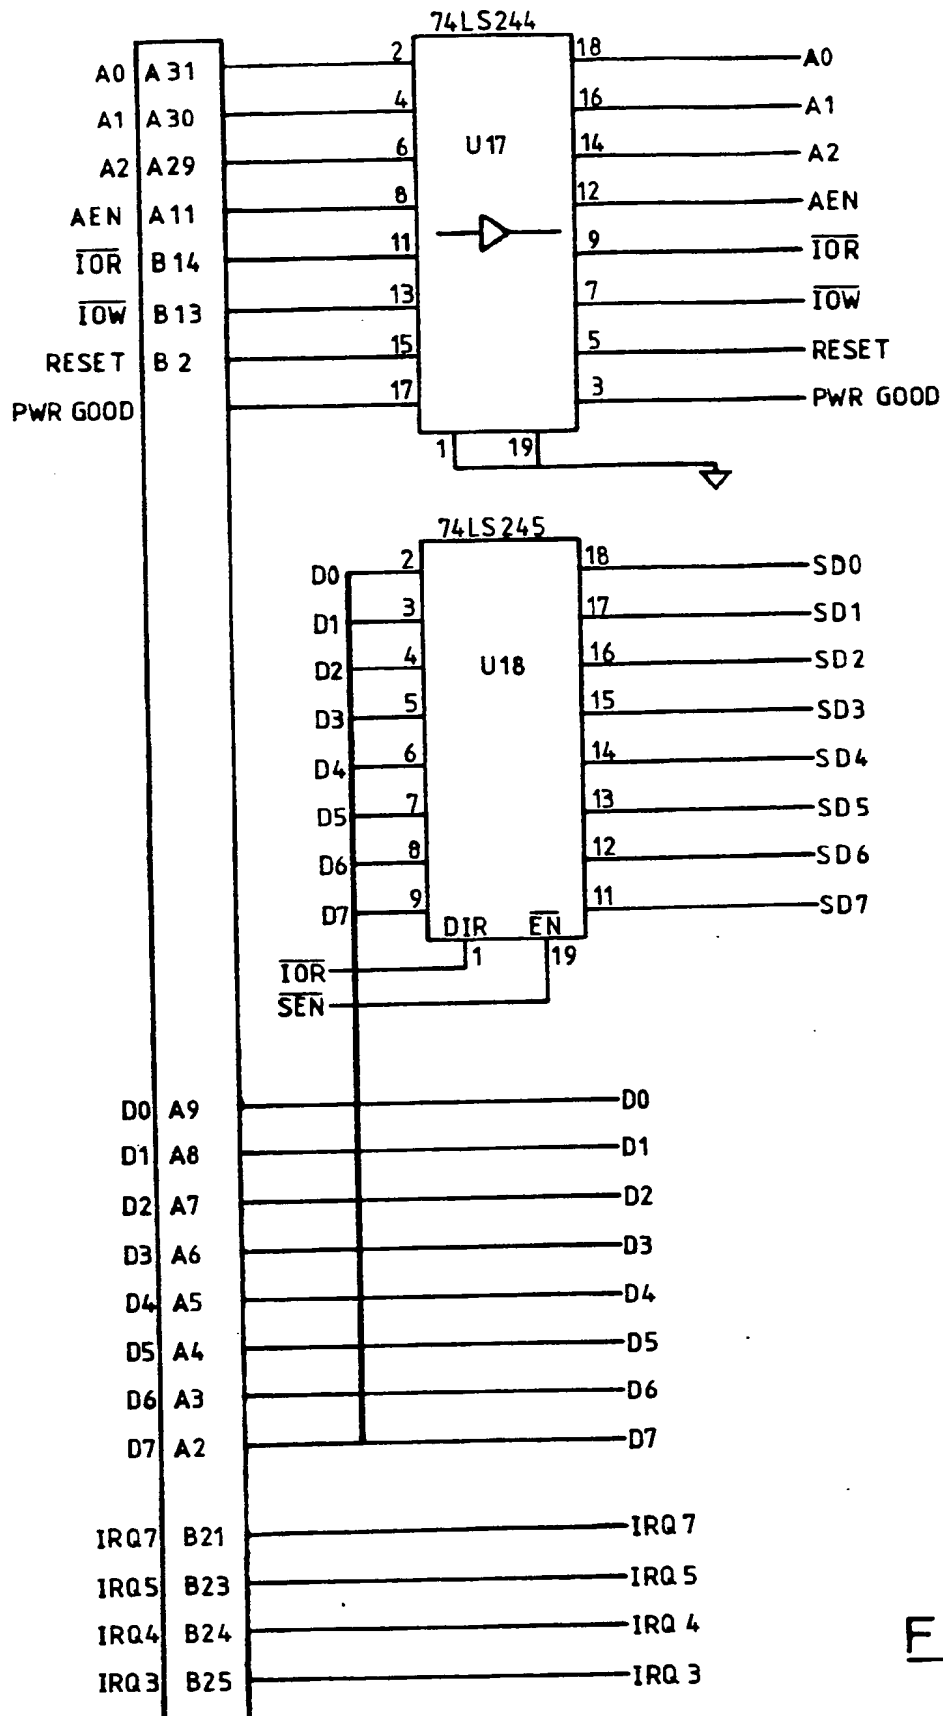 74LS244
A0 A31 2 18 A0
A1 A30 4 16 A1
U17
A2 A29 6 14 A2
AEN A11 8 12 AEN
IOR B14 11 9 IOR
IOW B13 13 7 IOW
RESET B2 15 5 RESET
PWR GOOD 17 3 PWR GOOD
1 19
74LS245
D0 2 18 SD0
D1 3 17 SD1
D2 4 U18 16 SD2
D3 5 15 SD3
D4 6 14 SD4
D5 7 13 SD5
D6 8 12 SD6
D7 9 11 SD7
DIR EN
IOR 1 19
SEN
D0 A9 D0
D1 A8 D1
D2 A7 D2
D3 A6 D3
D4 A5 D4
D5 A4 D5
D6 A3 D6
D7 A2 D7
IRQ7 B21 IRQ7
IRQ5 B23 IRQ5
IRQ4 B24 IRQ4
F
IRQ3 B25 IRQ3